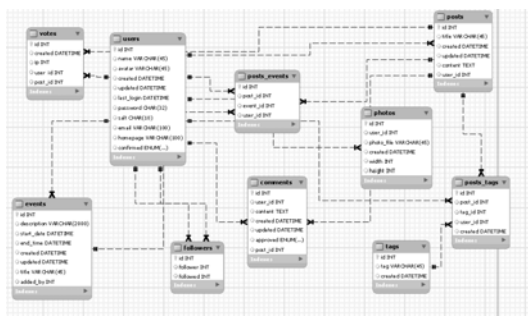 votes
id INT
created DATETIME
ip INT
user_id INT
post_id INT
Indexes
users
id INT
name VARCHAR(45)
avatar VARCHAR(45)
created DATETIME
updated DATETIME
last_login DATETIME
password CHAR(32)
salt CHAR(10)
email VARCHAR(100)
homepage VARCHAR(100)
confirmed ENUM(...)
Indexes
posts_events
id INT
post_id INT
event_id INT
user_id INT
Indexes
posts
id INT
title VARCHAR(45)
created DATETIME
updated DATETIME
content TEXT
user_id INT
Indexes
photos
id INT
user_id INT
photo_file VARCHAR(45)
created DATETIME
width INT
height INT
Indexes
comments
id INT
user_id INT
content TEXT
created DATETIME
updated DATETIME
approved ENUM(...)
post_id INT
Indexes
posts_tags
id INT
post_id INT
tag_id INT
user_id INT
created DATETIME
Indexes
events
id INT
description VARCHAR(2000)
start_date DATETIME
end_time DATETIME
created DATETIME
updated DATETIME
title VARCHAR(45)
added_by INT
Indexes
followers
id INT
follower INT
followed INT
Indexes
tags
id INT
tag VARCHAR(45)
created DATETIME
Indexes